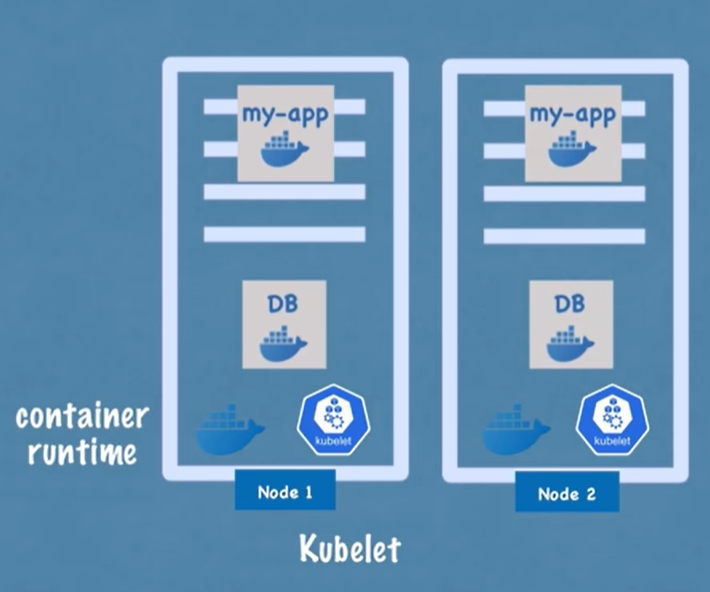 my-app
my-app
DB
DB
container
runtime
kubelet
kubelet
Node 1
Node 2
Kubelet